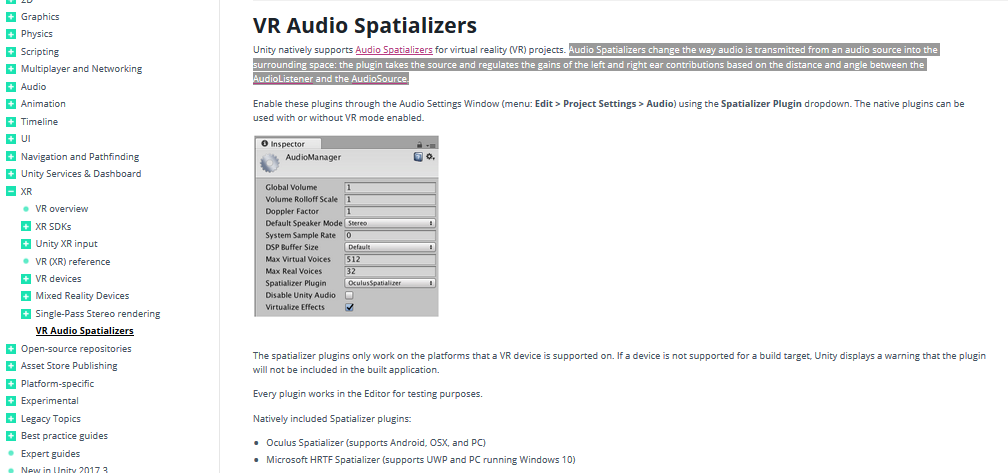 2D
Graphics
Physics
Scripting
Multiplayer and Networking
Audio
Animation
Timeline
UI
Navigation and Pathfinding
Unity Services & Dashboard
XR
VR overview
XR SDKs
Unity XR input
VR (XR) reference
VR devices
Mixed Reality Devices
Single-Pass Stereo rendering
VR Audio Spatializers
Open-source repositories
Asset Store Publishing
Platform-specific
Experimental
Legacy Topics
Best practice guides
Expert guides
New in Unity 2017.3
VR Audio Spatializers
Unity natively supports Audio Spatializers for virtual reality (VR) projects. Audio Spatializers change the way audio is transmitted from an audio source into the
surrounding space: the plugin takes the source and regulates the gains of the left and right ear contributions based on the distance and angle between the
AudioListener and the AudioSource.
Enable these plugins through the Audio Settings Window (menu: Edit > Project Settings > Audio) using the Spatializer Plugin dropdown. The native plugins can be
used with or without VR mode enabled.
Inspector
AudioManager
Global Volume 1
Volume Rolloff Scale 1
Doppler Factor 1
Default Speaker Mode Stereo
System Sample Rate 0
DSP Buffer Size Default
Max Virtual Voices 512
Max Real Voices 32
Spatializer Plugin OculusSpatializer
Disable Unity Audio
Virtualize Effects
The spatializer plugins only work on the platforms that a VR device is supported on. If a device is not supported for a build target, Unity displays a warning that the plugin
will not be included in the built application.
Every plugin works in the Editor for testing purposes.
Natively included Spatializer plugins:
Oculus Spatializer (supports Android, OSX, and PC)
Microsoft HRTF Spatializer (supports UWP and PC running Windows 10)